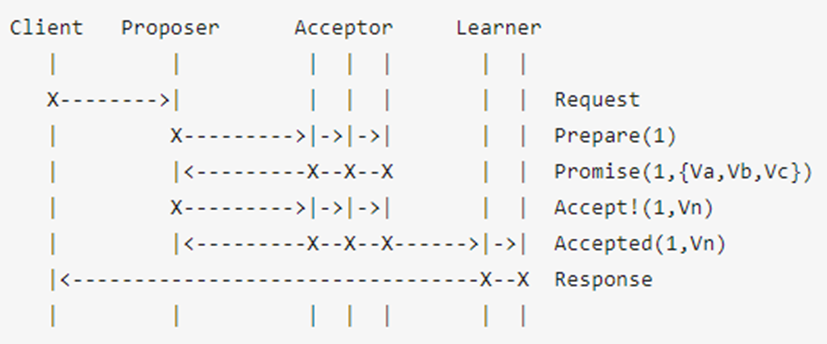 Client   Proposer      Acceptor     Learner
   |         |          |  |  |       |  |
   X-------->|          |  |  |       |  |  Request
   |         X--------->|->|->|       |  |  Prepare(1)
   |         |<---------X--X--X       |  |  Promise(1,{Va,Vb,Vc})
   |         X--------->|->|->|       |  |  Accept!(1,Vn)
   |         |<---------X--X--X------>|->|  Accepted(1,Vn)
   |<---------------------------------X--X  Response
   |         |          |  |  |       |  |